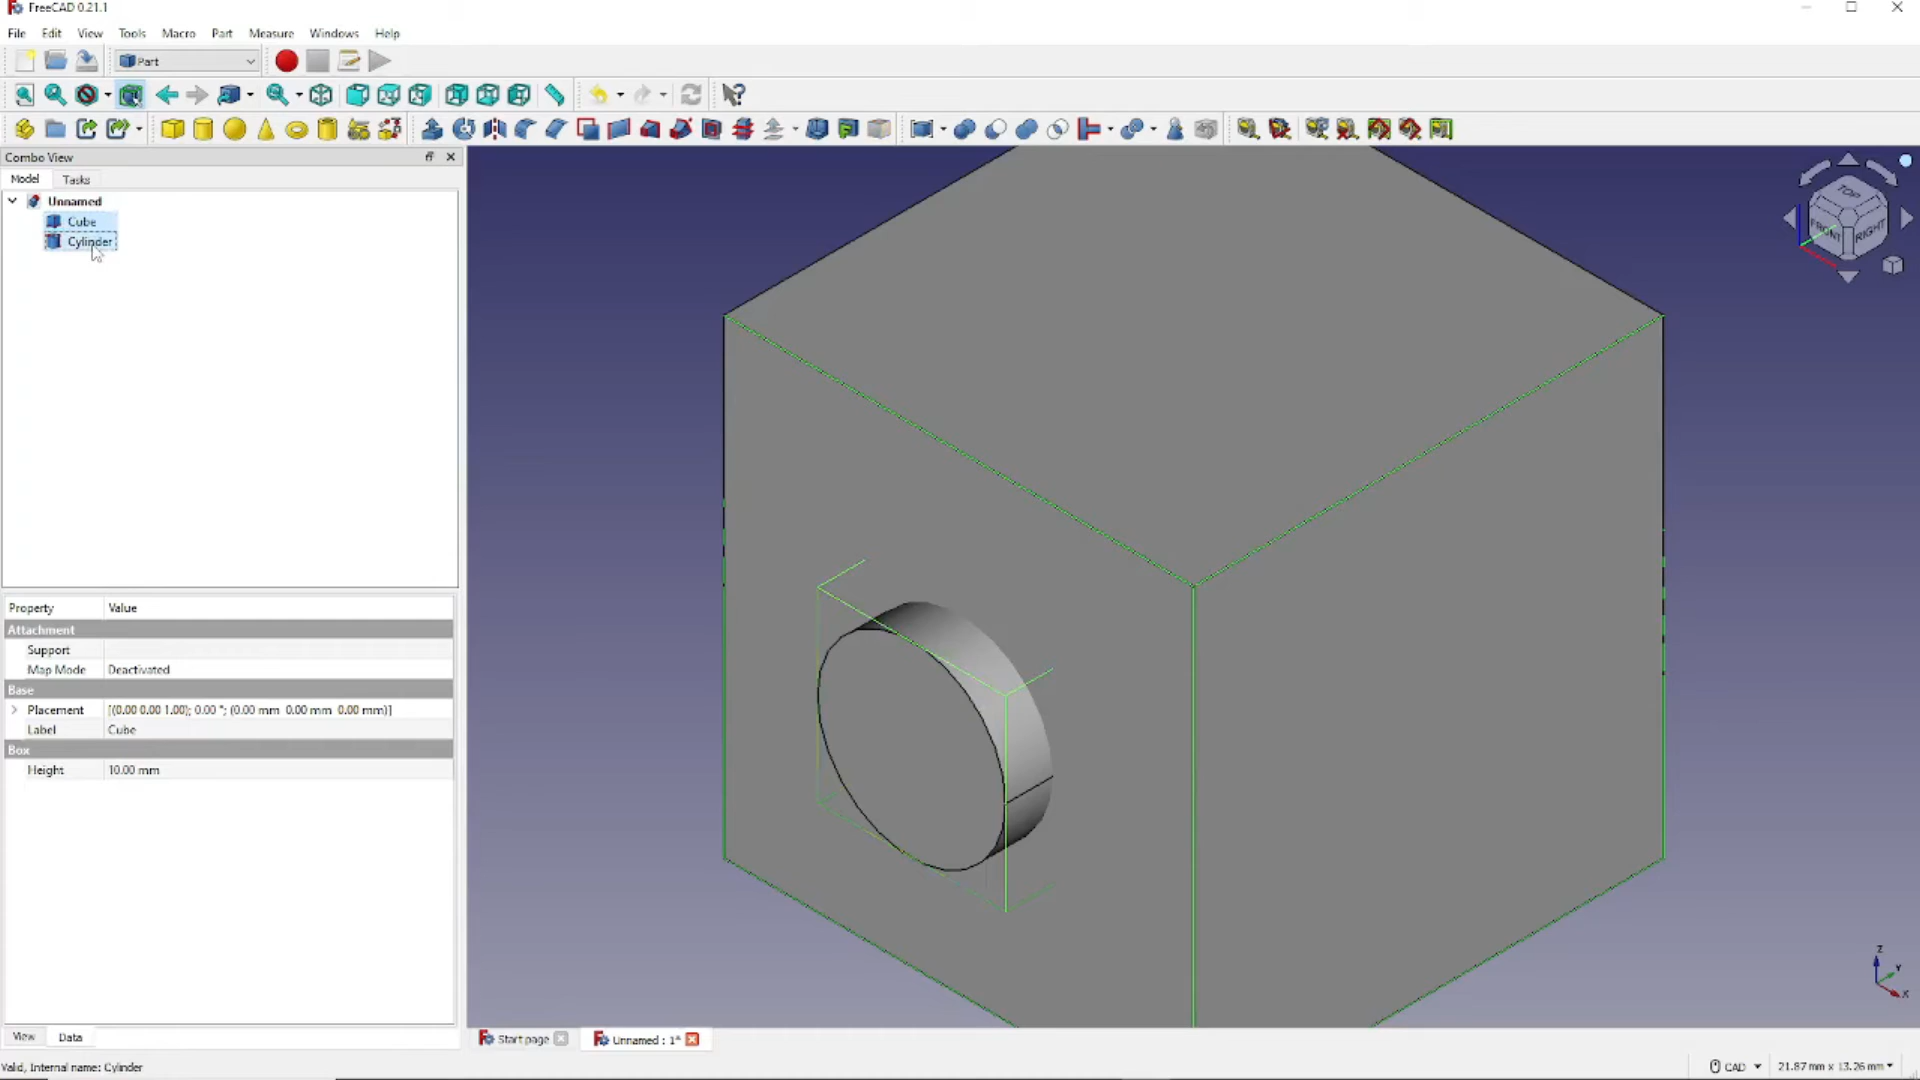 FreeCAD 0.21.1
File Edit View Tools Macro Part Measure Windows Help
Part
Combo View
Model Tasks
Unnamed
Cube
Cylinder
TOP
FRONT RIGHT
Property Value
Attachment
Support
Map Mode Deactivated
Base
Placement [(0.00 0.00 1.00); 0.00 °; (0.00 mm 0.00 mm 0.00 mm)]
Label Cube
Box
Height 10.00 mm
Z
Y
X
View Data
Start page Unnamed : 1*
Valid, Internal name: Cylinder
CAD 21.87 mm x 13.26 mm